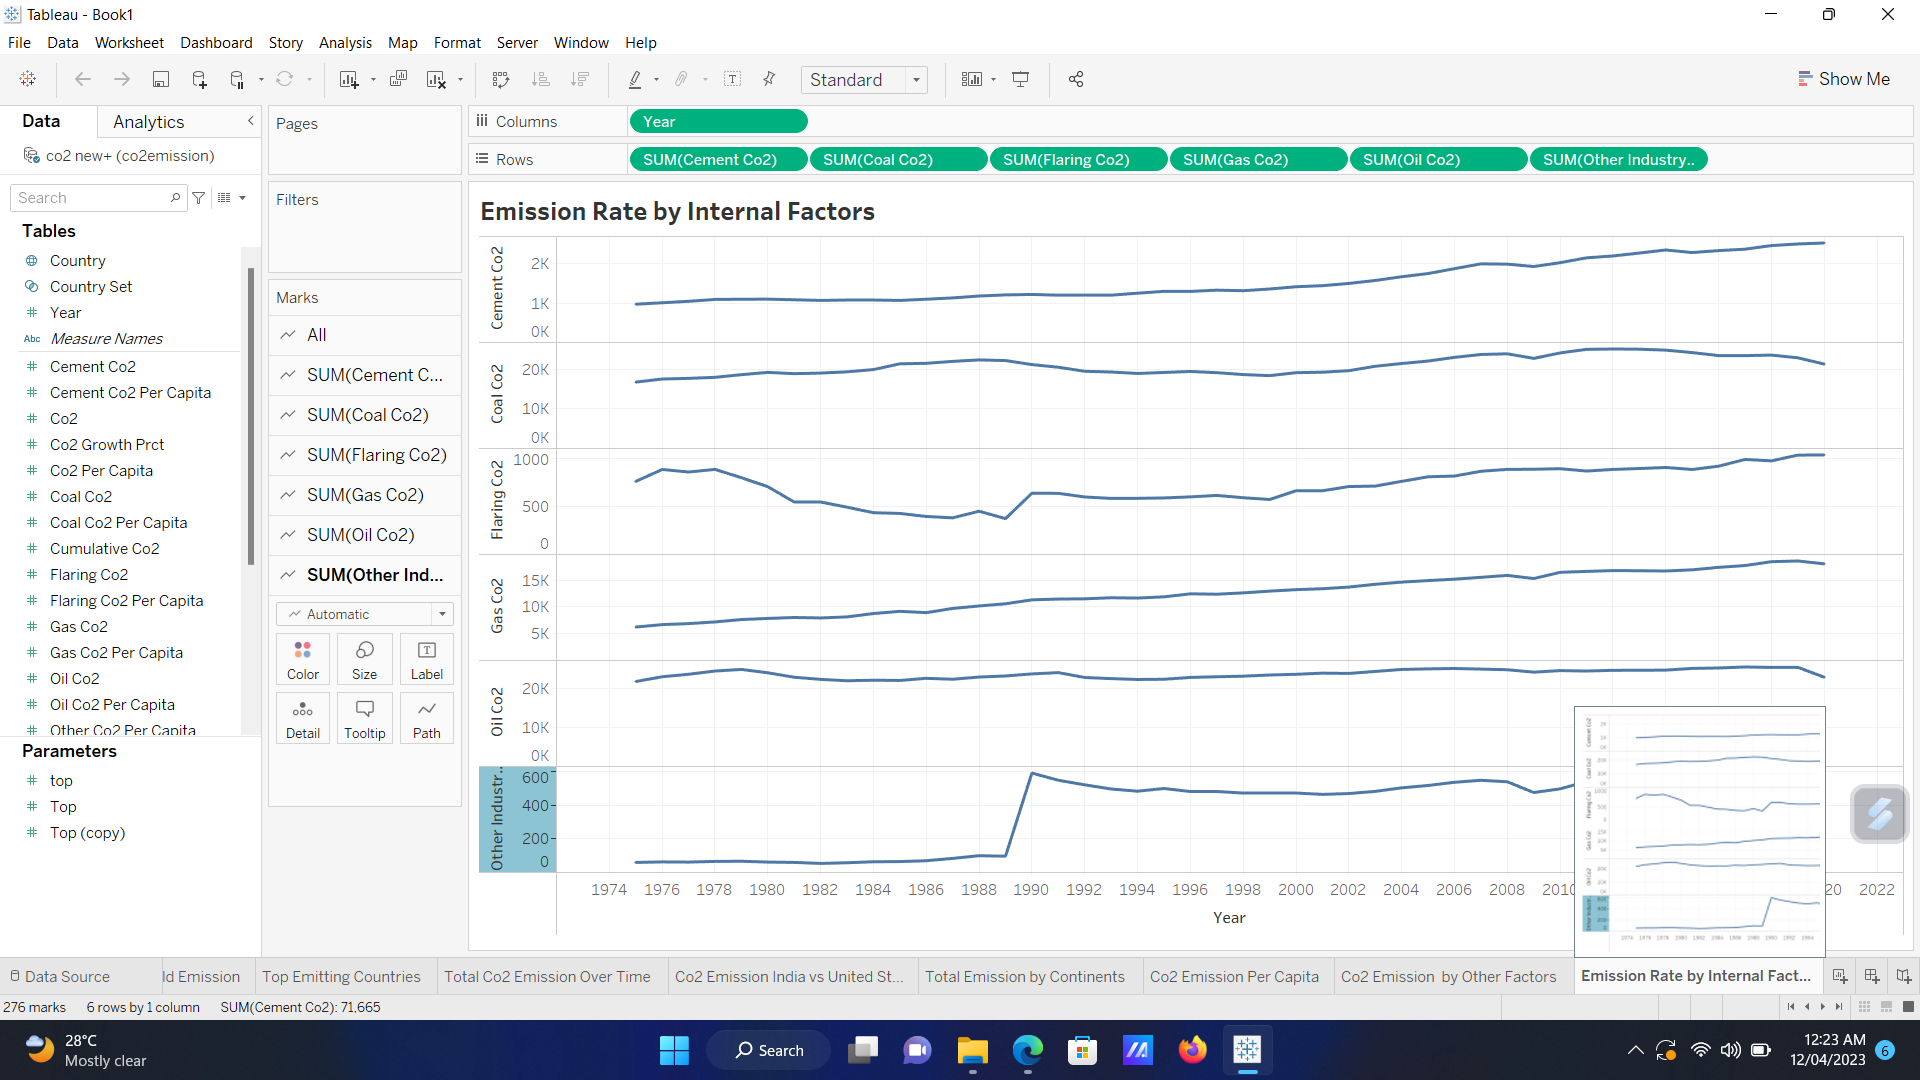 Tableau - Book1
File Data Worksheet Dashboard Story Analysis Map Format Server Window Help
Standard
Show Me
Data Analytics
co2 new+ (co2emission)
Search
Tables
Country
Country Set
Year
Abc Measure Names
Cement Co2
Cement Co2 Per Capita
Co2
Co2 Growth Prct
Co2 Per Capita
Coal Co2
Coal Co2 Per Capita
Cumulative Co2
Flaring Co2
Flaring Co2 Per Capita
Gas Co2
Gas Co2 Per Capita
Oil Co2
Oil Co2 Per Capita
Other Co2 Per Capita
Parameters
top
Top
Top (copy)
Pages
Filters
Marks
All
SUM(Cement C...
SUM(Coal Co2)
SUM(Flaring Co2)
SUM(Gas Co2)
SUM(Oil Co2)
SUM(Other Ind...
Automatic
Color Size Label
Detail Tooltip Path
Columns Year
Rows SUM(Cement Co2) SUM(Coal Co2) SUM(Flaring Co2) SUM(Gas Co2) SUM(Oil Co2) SUM(Other Industry..
Emission Rate by Internal Factors
Cement Co2
2K
1K
0K
Coal Co2
20K
10K
0K
Flaring Co2
1000
500
0
Gas Co2
15K
10K
5K
Oil Co2
20K
10K
0K
Other Industr..
600
400
200
0
1974 1976 1978 1980 1982 1984 1986 1988 1990 1992 1994 1996 1998 2000 2002 2004 2006 2008 2010 20 2022
Year
Data Source ld Emission Top Emitting Countries Total Co2 Emission Over Time Co2 Emission India vs United St... Total Emission by Continents Co2 Emission Per Capita Co2 Emission by Other Factors Emission Rate by Internal Fact...
276 marks 6 rows by 1 column SUM(Cement Co2): 71,665
28°C
Mostly clear
Search
12:23 AM
12/04/2023
6